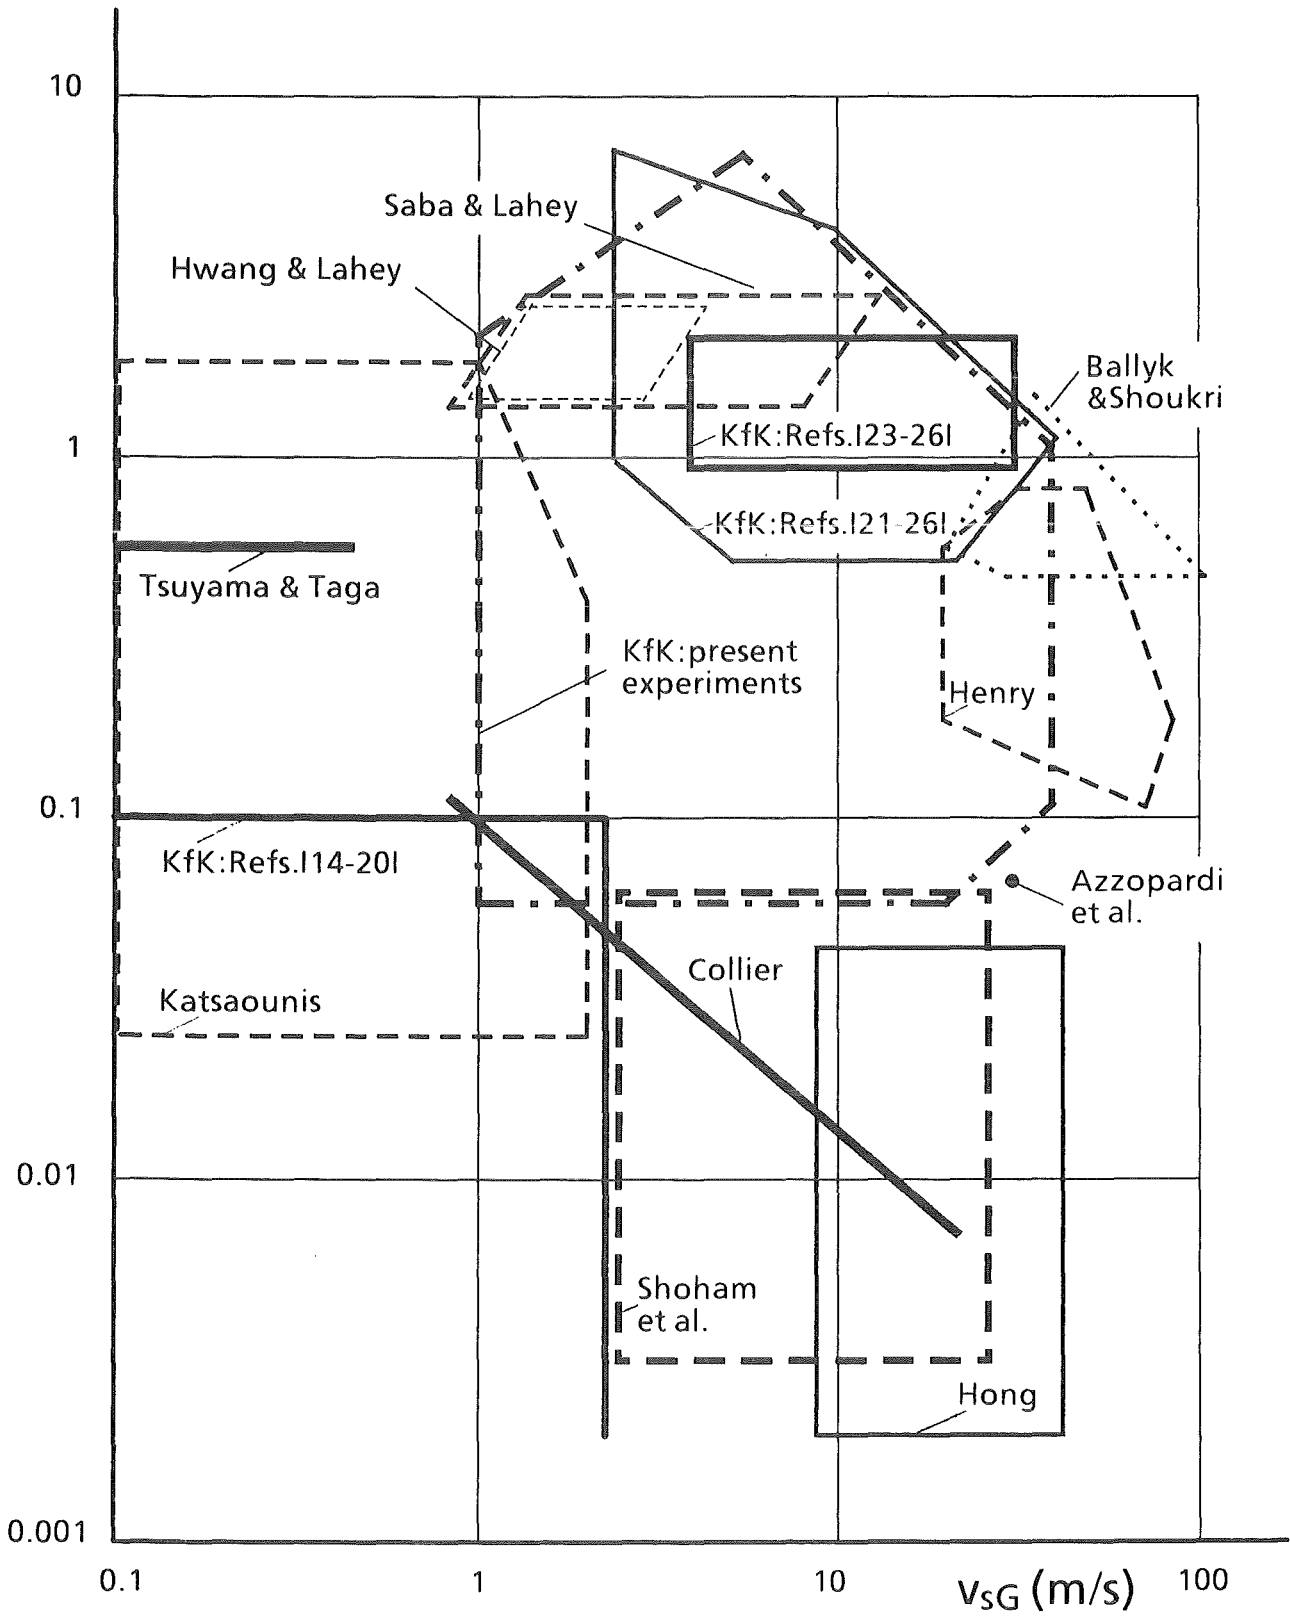 10
Saba & Lahey
Hwang & Lahey
Ballyk
&Shoukri
KfK:Refs.I23-26I
1
KfK:Refs.I21-26I
Tsuyama & Taga
KfK:present
experiments
Henry
0.1
KfK:Refs.I14-20I
Azzopardi
et al.
Collier
Katsaounis
0.01
Shoham
et al.
Hong
0.001
0.1
1
10
vsG (m/s)
100